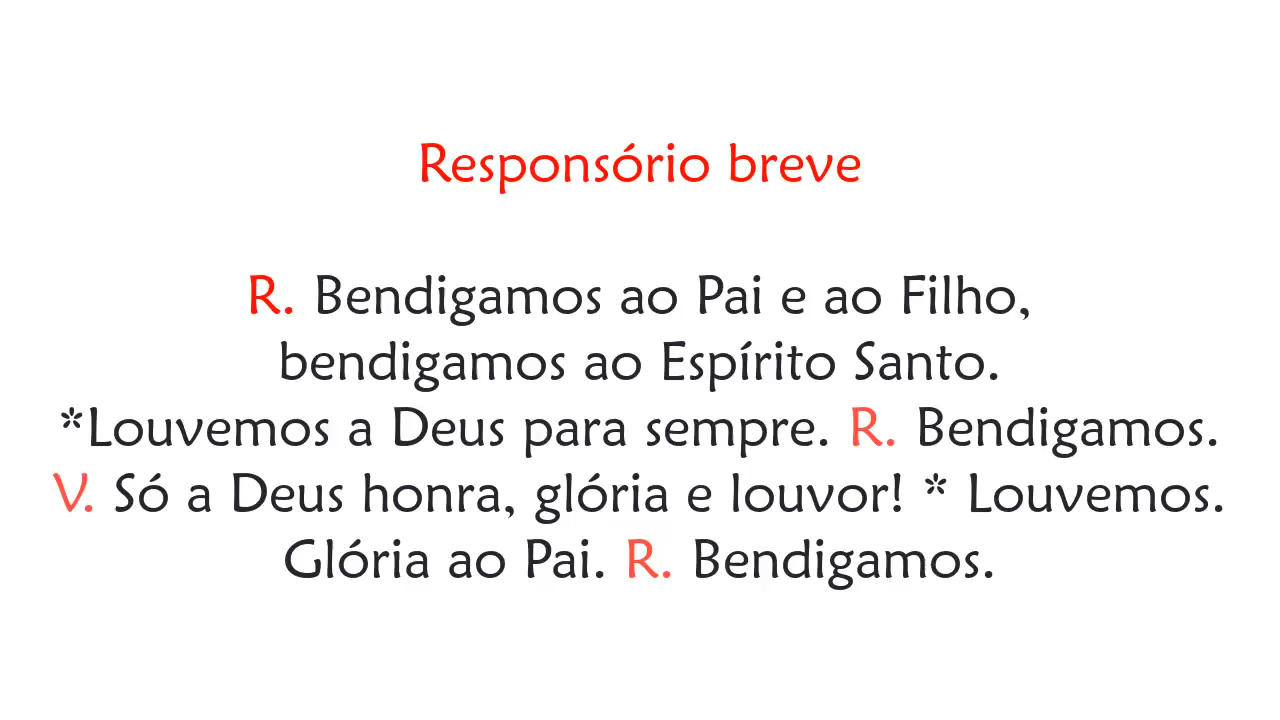 Responsório breve
R. Bendigamos ao Pai e ao Filho,
bendigamos ao Espírito Santo.
*Louvemos a Deus para sempre. R. Bendigamos.
V. Só a Deus honra, glória e louvor! * Louvemos.
Glória ao Pai. R. Bendigamos.